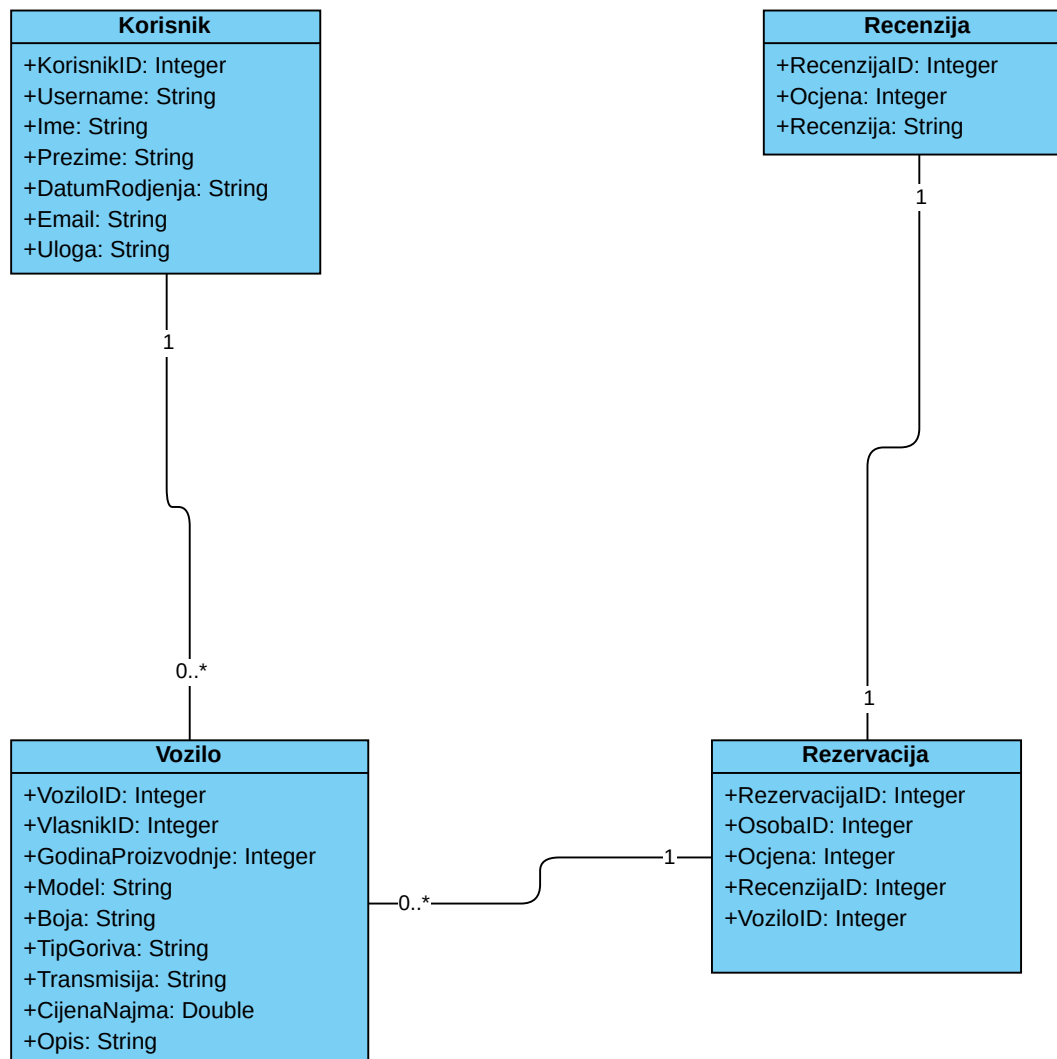 Korisnik
+KorisnikID: Integer
+Username: String
+Ime: String
+Prezime: String
+DatumRodjenja: String
+Email: String
+Uloga: String
Recenzija
+RecenzijaID: Integer
+Ocjena: Integer
+Recenzija: String
1
1
0..*
1
Vozilo
+VoziloID: Integer
+VlasnikID: Integer
+GodinaProizvodnje: Integer
+Model: String
+Boja: String
+TipGoriva: String
+Transmisija: String
+CijenaNajma: Double
+Opis: String
0..*
1
Rezervacija
+RezervacijaID: Integer
+OsobaID: Integer
+Ocjena: Integer
+RecenzijaID: Integer
+VoziloID: Integer